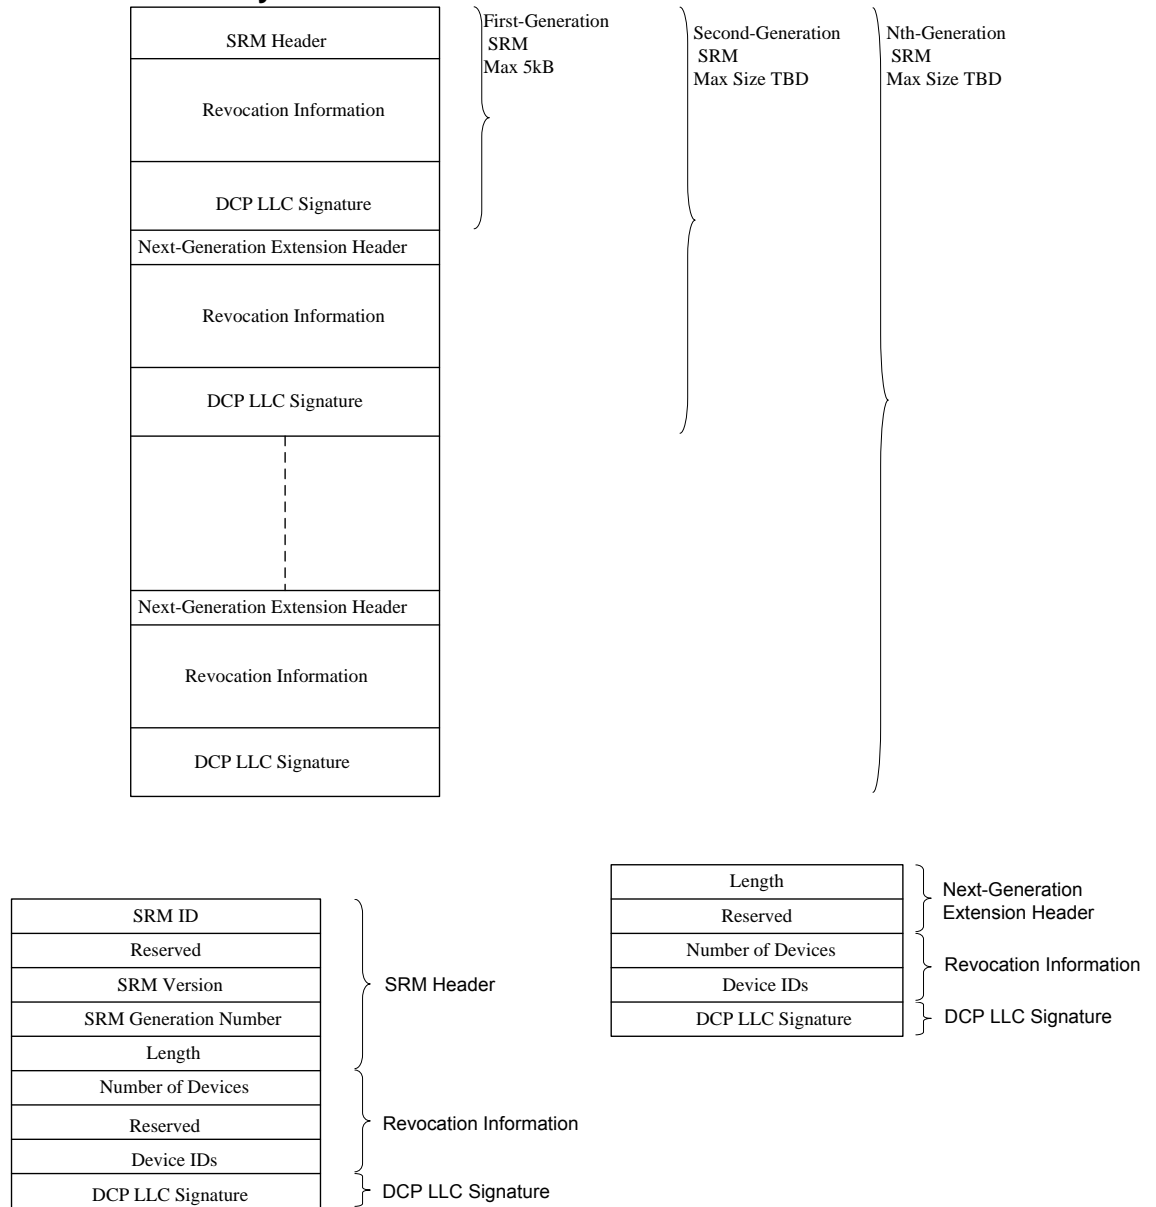 SRM Header
Revocation Information
DCP LLC Signature
Next-Generation Extension Header
Revocation Information
DCP LLC Signature
Next-Generation Extension Header
Revocation Information
DCP LLC Signature
First-Generation
SRM
Max 5kB
Second-Generation
SRM
Max Size TBD
Nth-Generation
SRM
Max Size TBD
SRM ID
Reserved
SRM Version
SRM Generation Number
Length
Number of Devices
Reserved
Device IDs
DCP LLC Signature
SRM Header
Revocation Information
DCP LLC Signature
Length
Reserved
Number of Devices
Device IDs
DCP LLC Signature
Next-Generation
Extension Header
Revocation Information
DCP LLC Signature